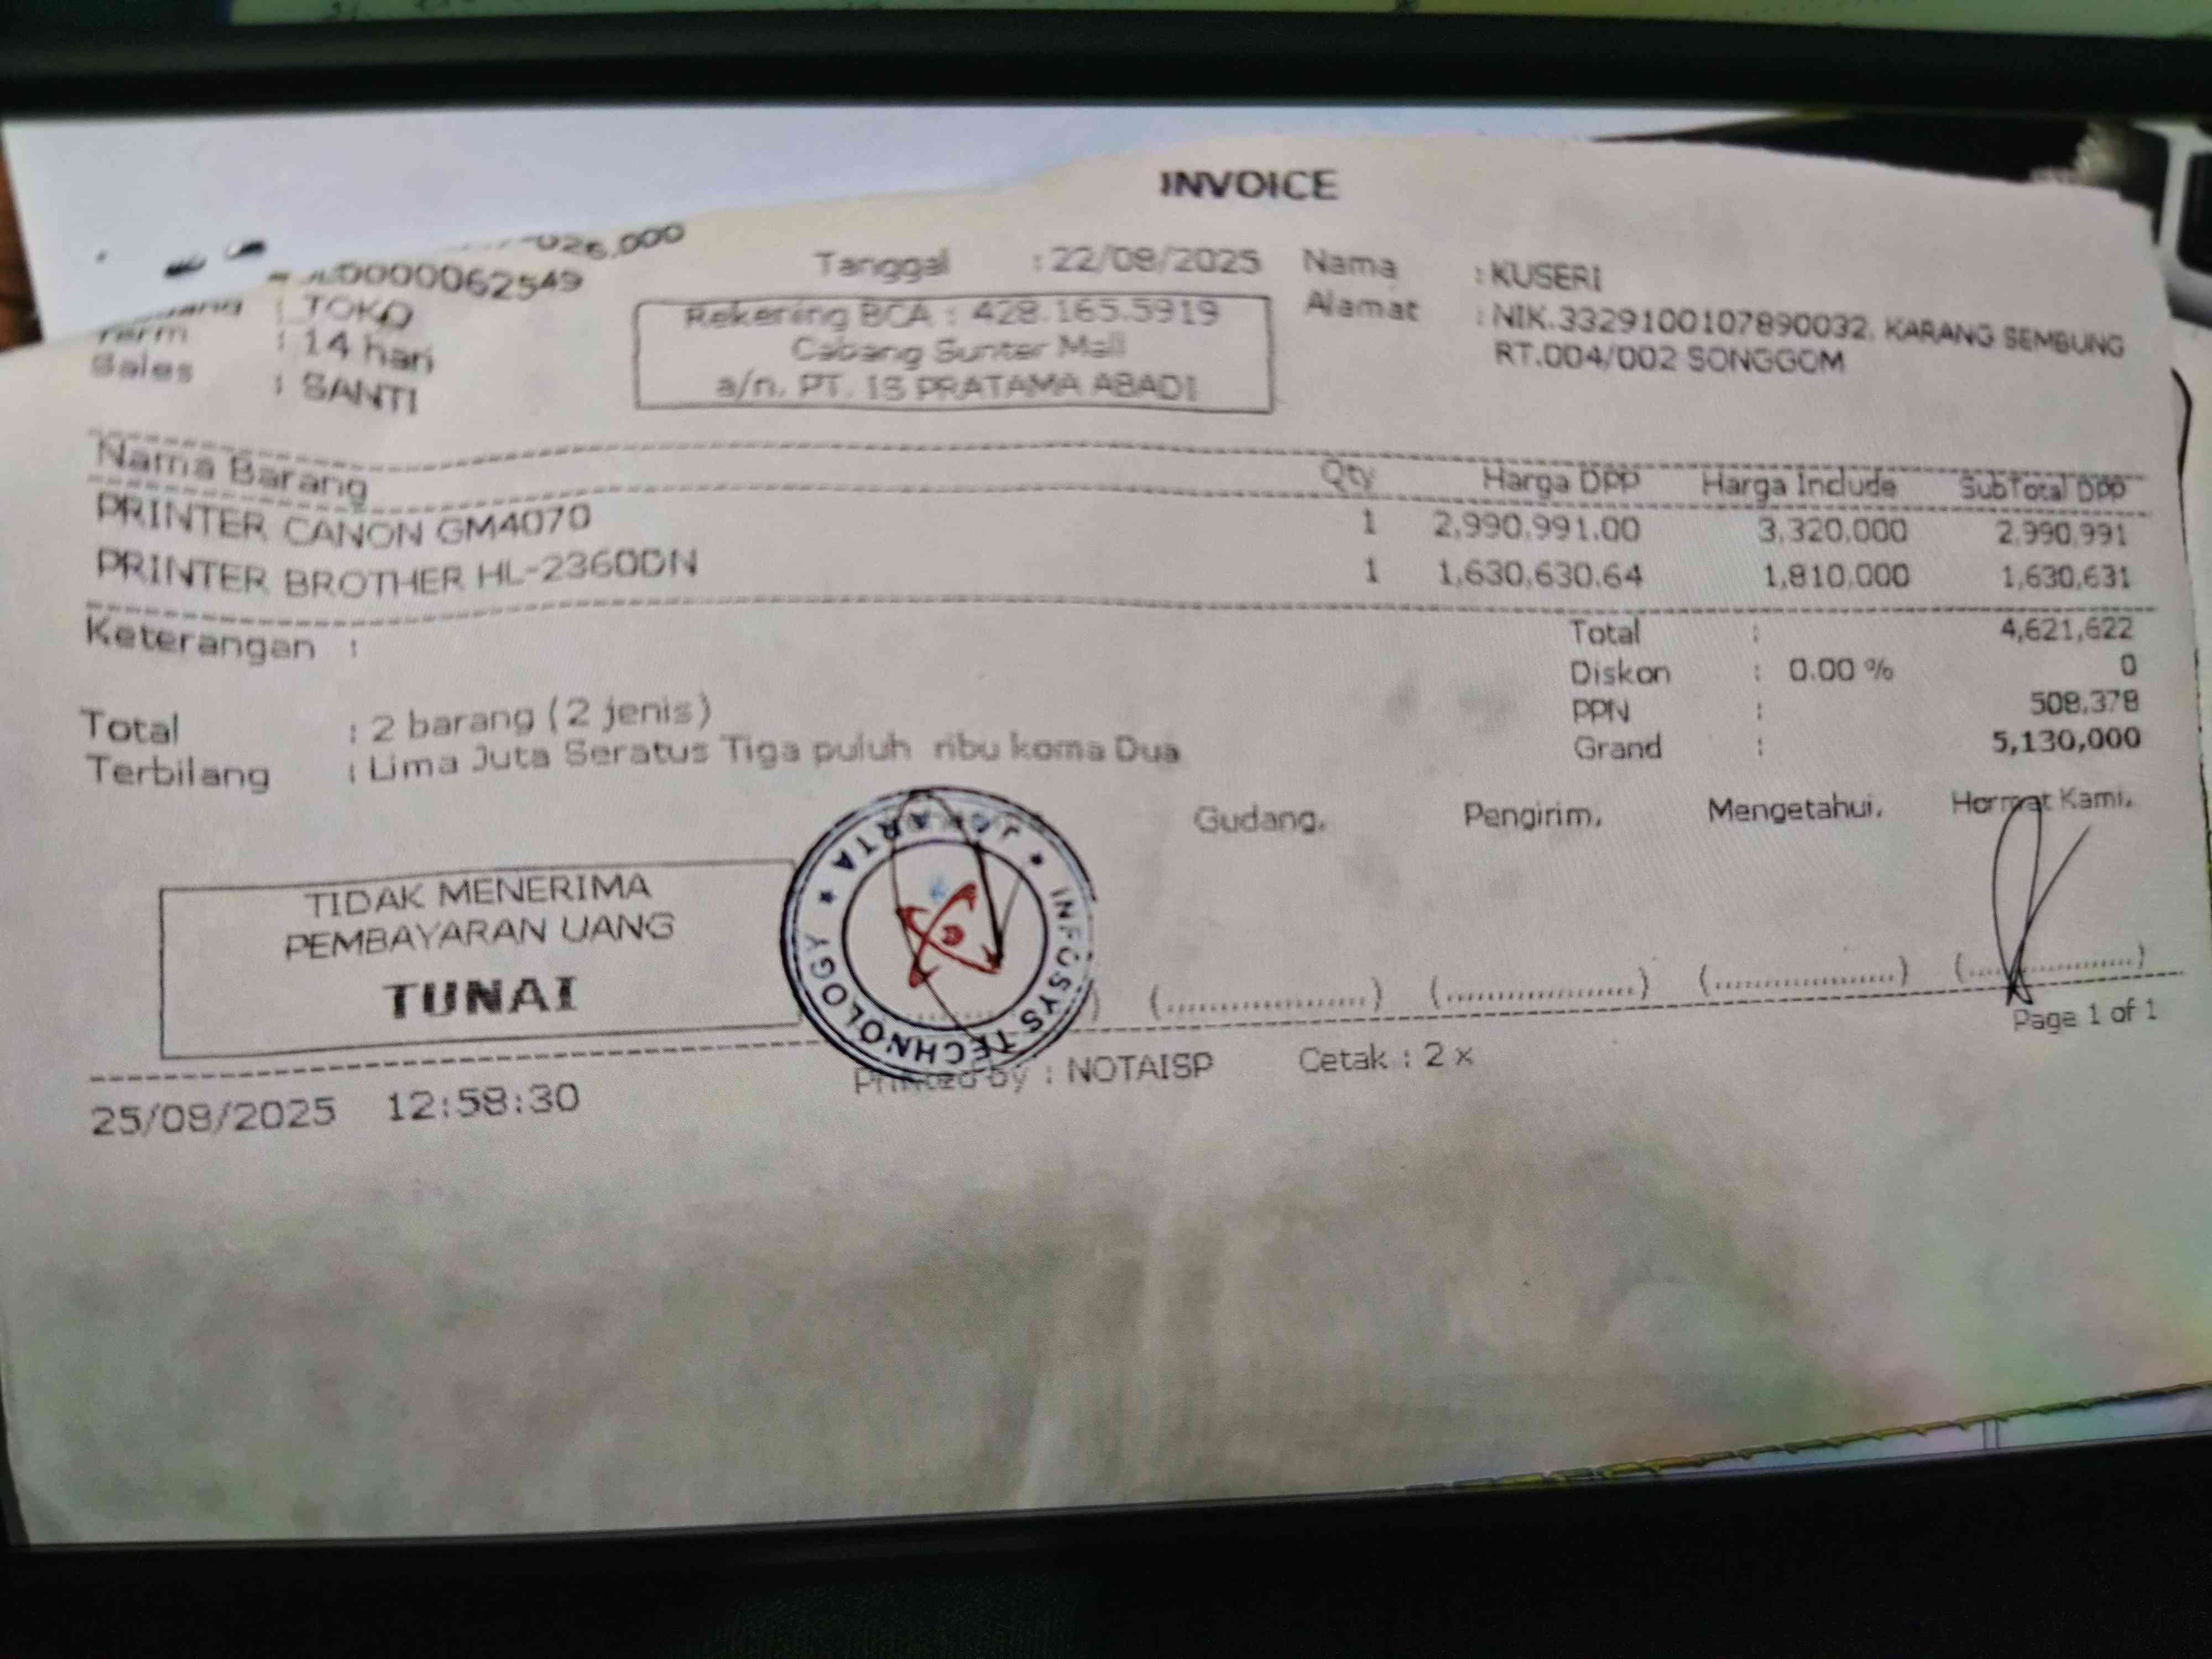 INVOICE
026,000
0000062549
Tanggal : 22/08/2025
Nama : KUSERI
Alamat : NIK.3329100107890032. KARANG SEMBUNG
RT.004/002 SONGGOM
: TOKO
Term : 14 hari
Sales : SANTI
Rekening BCA : 428.165.5919
Cabang Sunter Mall
a/n. PT. IS PRATAMA ABADI
Nama Barang Qty Harga DPP Harga Include SubTotal DPP
PRINTER CANON GM4070 1 2,990,991.00 3,320,000 2,990,991
PRINTER BROTHER HL-2360DN 1 1,630,630.64 1,810,000 1,630,631
Keterangan :
Total : 4,621,622
Diskon : 0.00 % 0
PPN : 508,378
Grand : 5,130,000
Total : 2 barang (2 jenis)
Terbilang : Lima Juta Seratus Tiga puluh ribu koma Dua
Gudang, Pengirim, Mengetahui, Hormat Kami,
TIDAK MENERIMA
PEMBAYARAN UANG
TUNAI
INFOSYS TECHNOLOGY ★ JAKARTA ★
) (....................) (....................) (....................) (....................)
Page 1 of 1
25/08/2025 12:58:30 Printed by : NOTAISP Cetak : 2 x